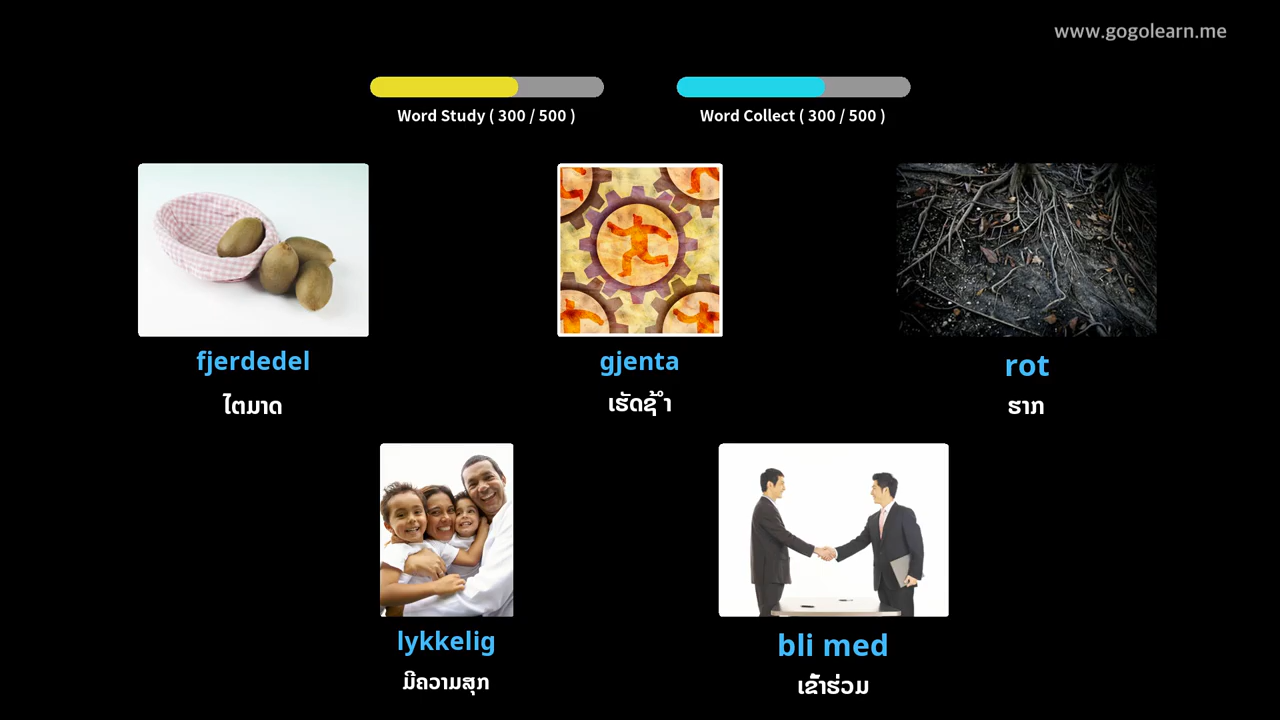 www.gogolearn.me
Word Study ( 300 / 500 )
Word Collect ( 300 / 500 )
fjerdedel
ໄຕມາດ
gjenta
ເຮັດຊ້ຳ
rot
ຮາກ
lykkelig
ມີຄວາມສຸກ
bli med
ເຂົ້າຮ່ວມ